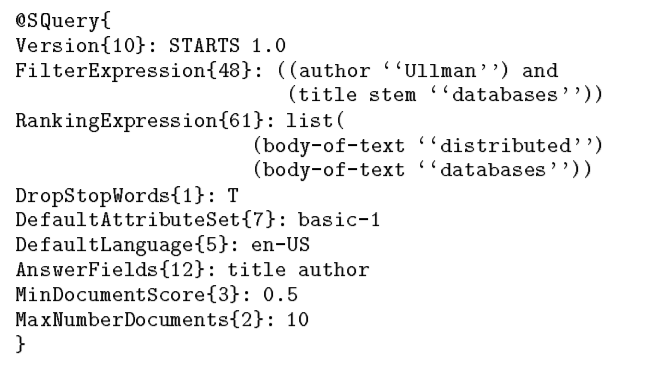 @SQuery{
Version{10}: STARTS 1.0
FilterExpression{48}: ((author ‘‘Ullman’’) and
(title stem ‘‘databases’’))
RankingExpression{61}: list(
(body-of-text ‘‘distributed’’)
(body-of-text ‘‘databases’’))
DropStopWords{1}: T
DefaultAttributeSet{7}: basic-1
DefaultLanguage{5}: en-US
AnswerFields{12}: title author
MinDocumentScore{3}: 0.5
MaxNumberDocuments{2}: 10
}